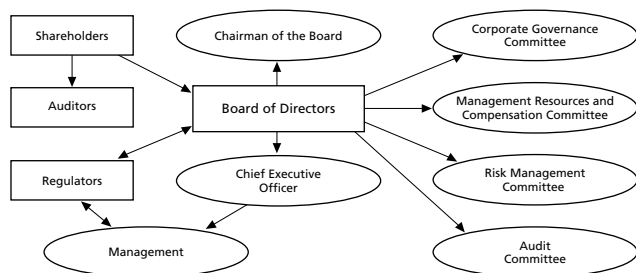 Shareholders
Chairman of the Board
Corporate Governance
Committee
Auditors
Board of Directors
Management Resources and
Compensation Committee
Regulators
Chief Executive
Officer
Risk Management
Committee
Management
Audit
Committee